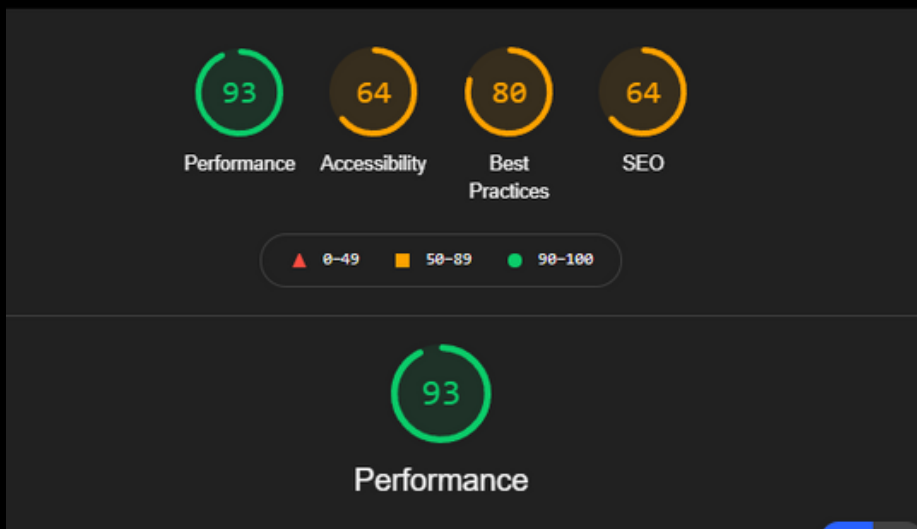 93 64 80 64
Performance Accessibility Best Practices SEO
0–49 50–89 90–100
93
Performance